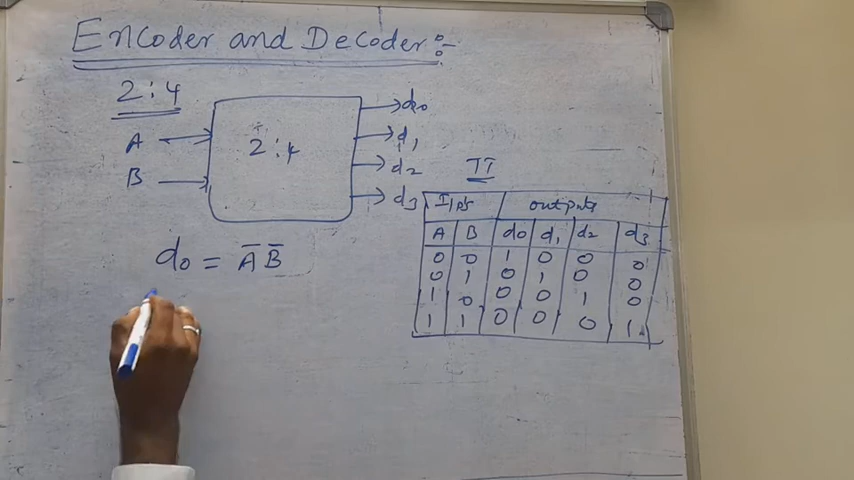 Encoder and Decoder:-
2:4
A
B
2:4
d0
d1
d2
d3
TT
I/Ps outputs
A B d0 d1 d2 d3
0 0 1 0 0 0
0 1 0 1 0 0
1 0 0 0 1 0
1 1 0 0 0 1
d0 = A̅ B̅